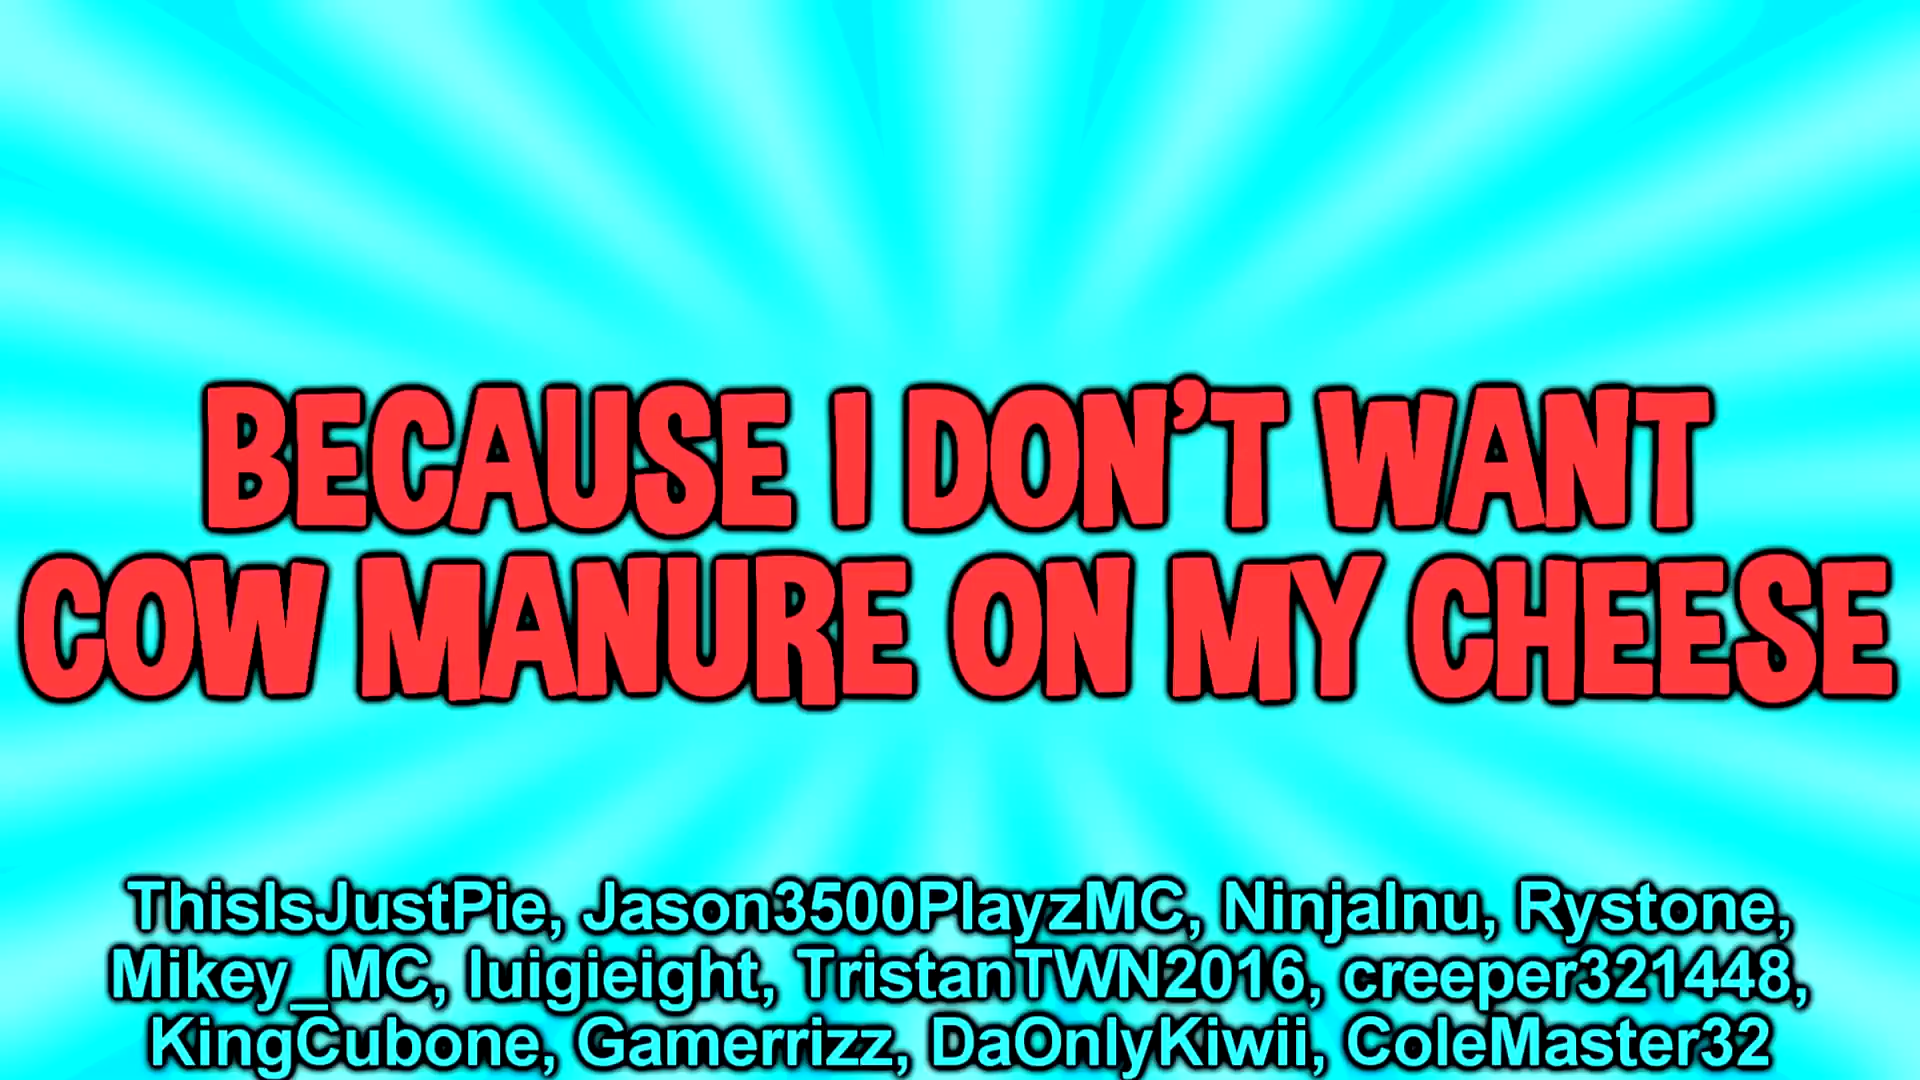 BECAUSE I DON'T WANT
COW MANURE ON MY CHEESE
ThisIsJustPie, Jason3500PlayzMC, NinjaInu, Rystone,
Mikey_MC, luigieight, TristanTWN2016, creeper321448,
KingCubone, Gamerrizz, DaOnlyKiwii, ColeMaster32